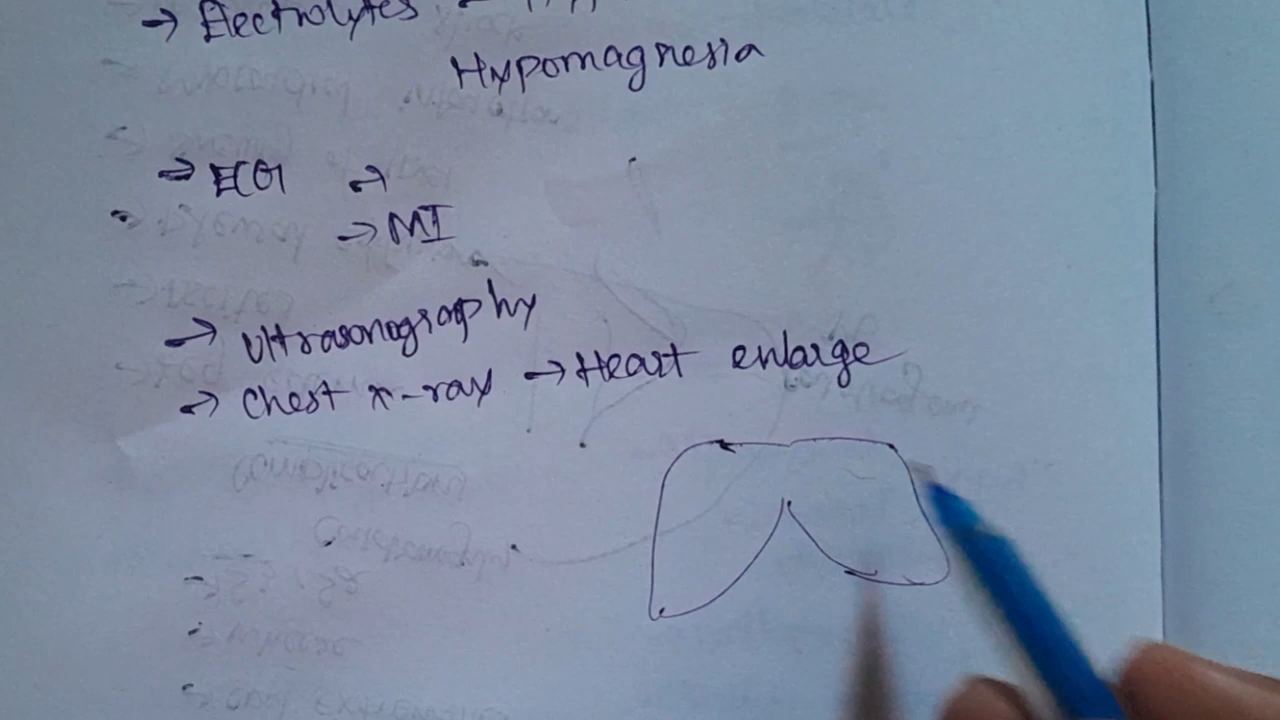 → Electrolytes -
Hypomagnesia
→ ECG →
→ MI
→ Ultrasonography
→ Chest x-ray → Heart enlarge